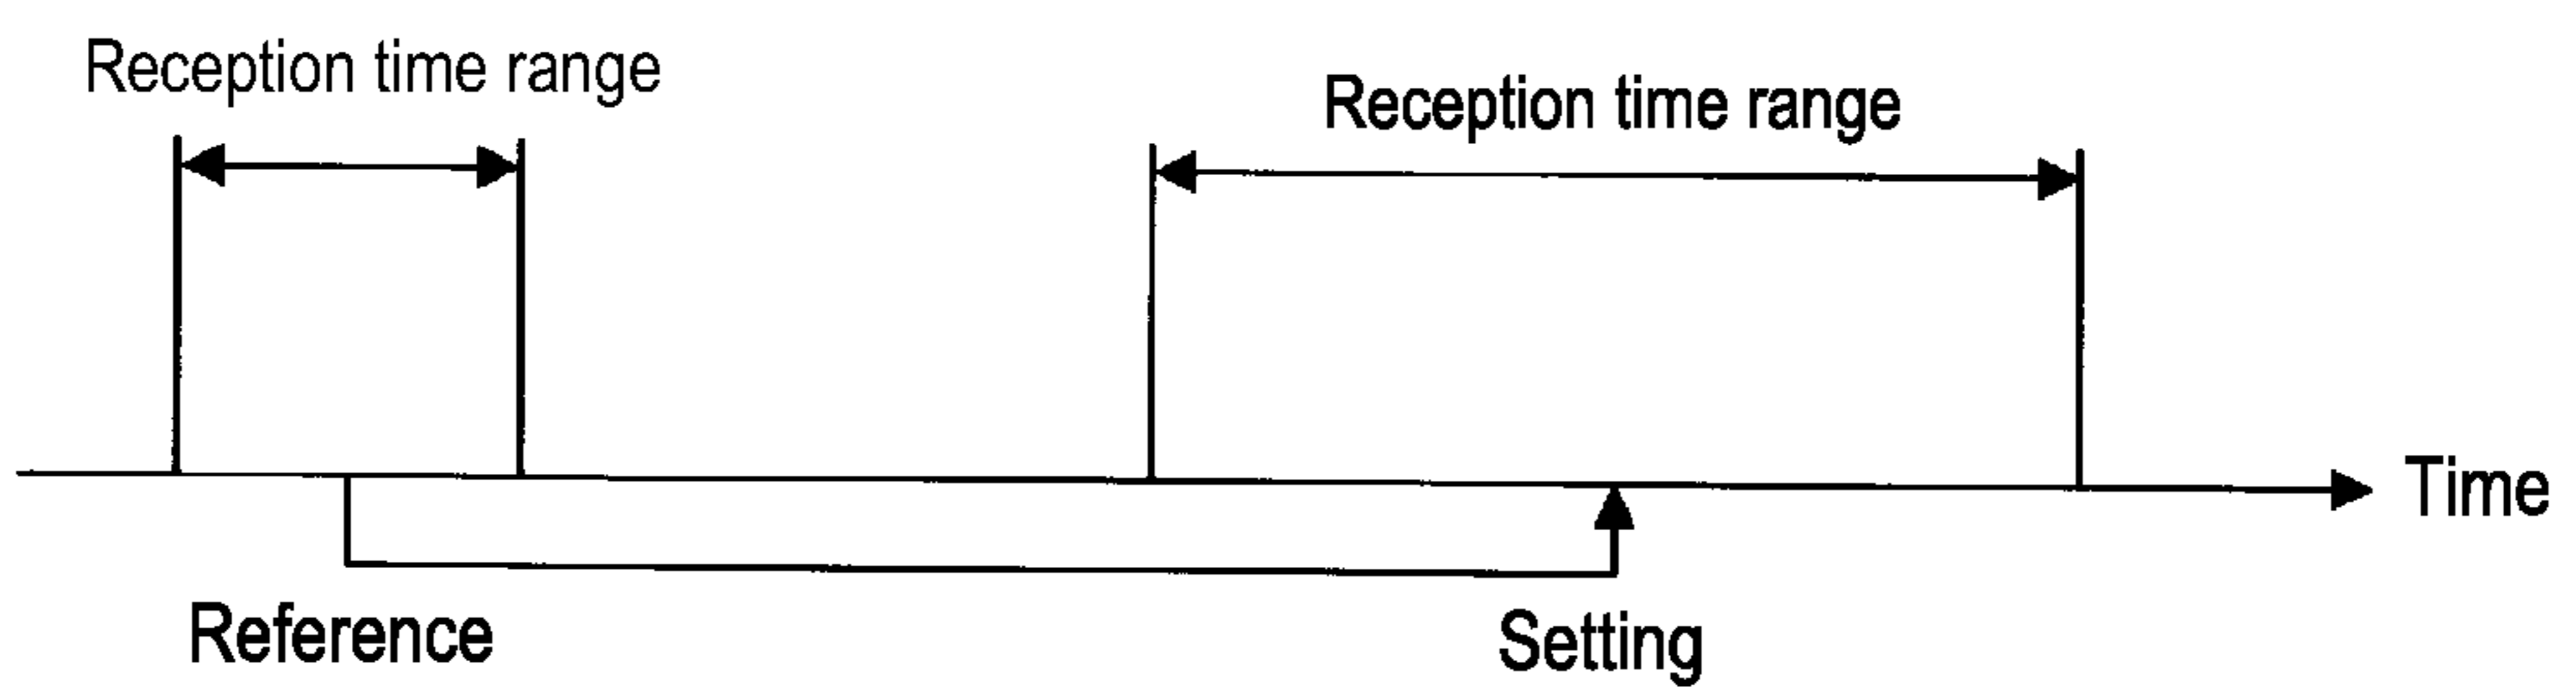 Reception time range
Reception time range
Time
Reference
Setting